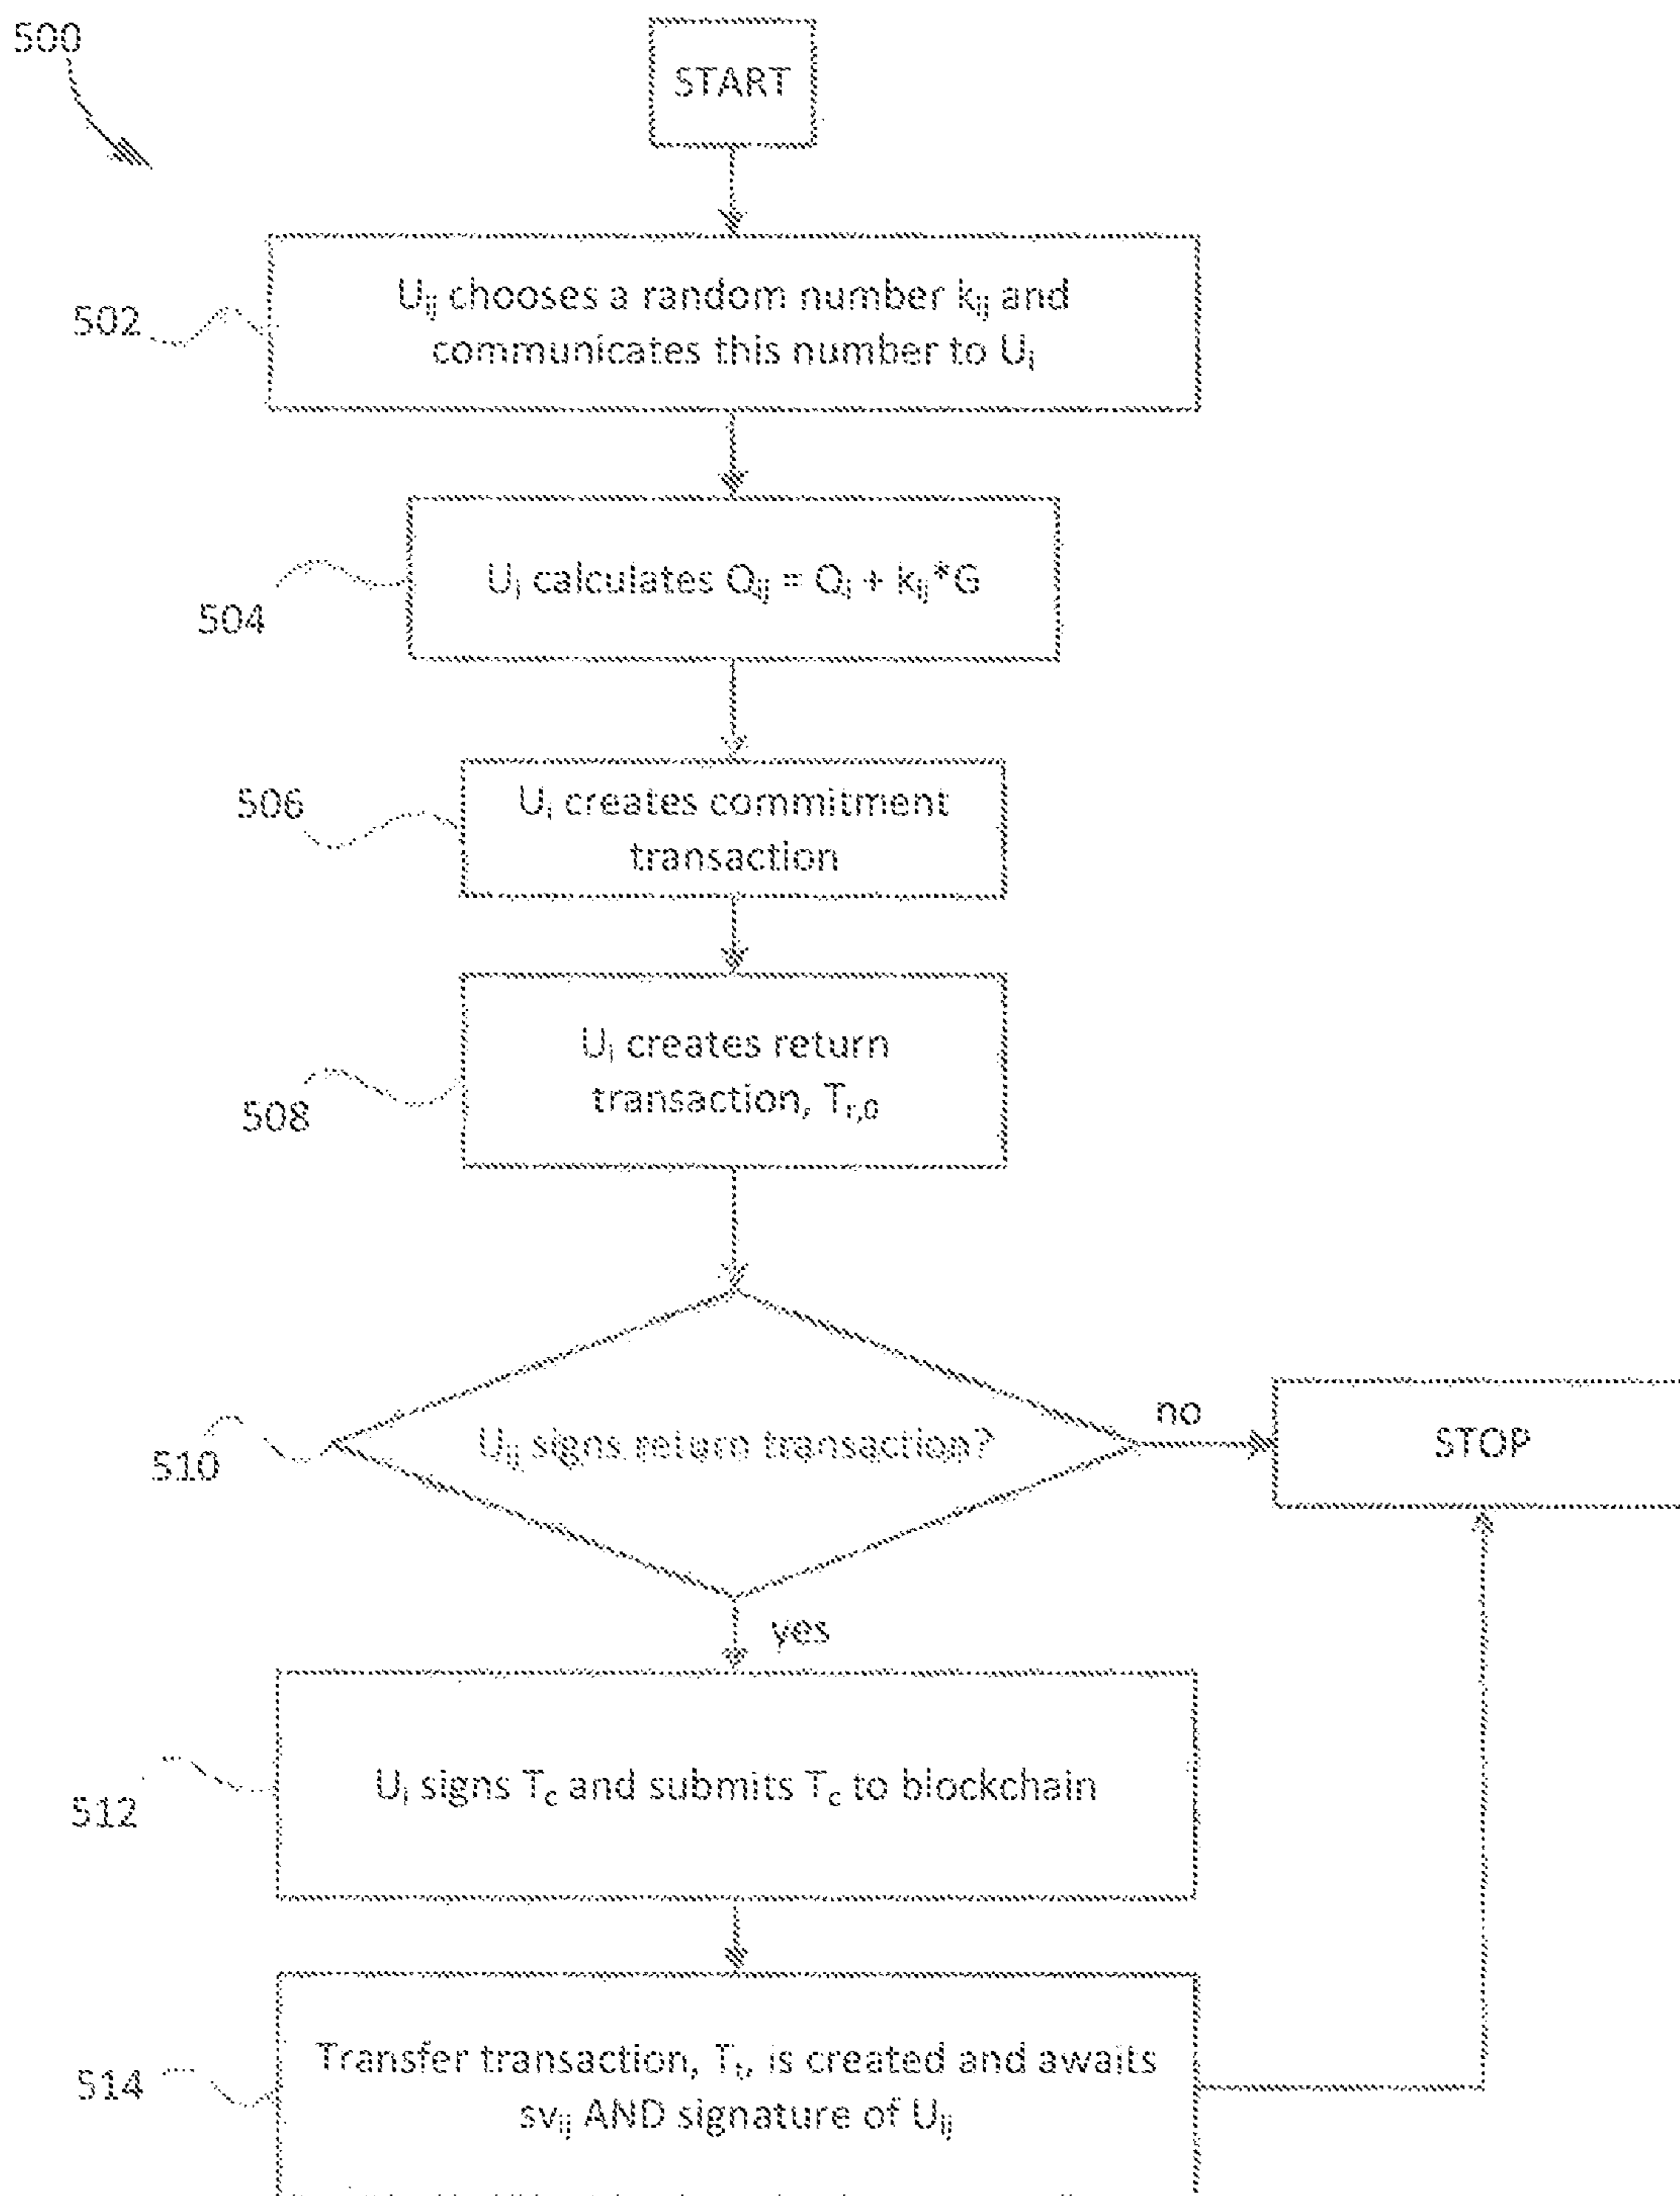 500
START
502
Uᵢⱼ chooses a random number kᵢⱼ and
communicates this number to Uᵢ
504
Uᵢ calculates Qᵢⱼ = Qᵢ + kᵢⱼ*G
506
Uᵢ creates commitment
transaction
508
Uᵢ creates return
transaction, Tr,0
510
Uᵢⱼ signs return transaction?
no
STOP
yes
512
Uᵢ signs Tc and submits Tc to blockchain
514
Transfer transaction, Tt, is created and awaits
svᵢⱼ AND signature of Uᵢⱼ